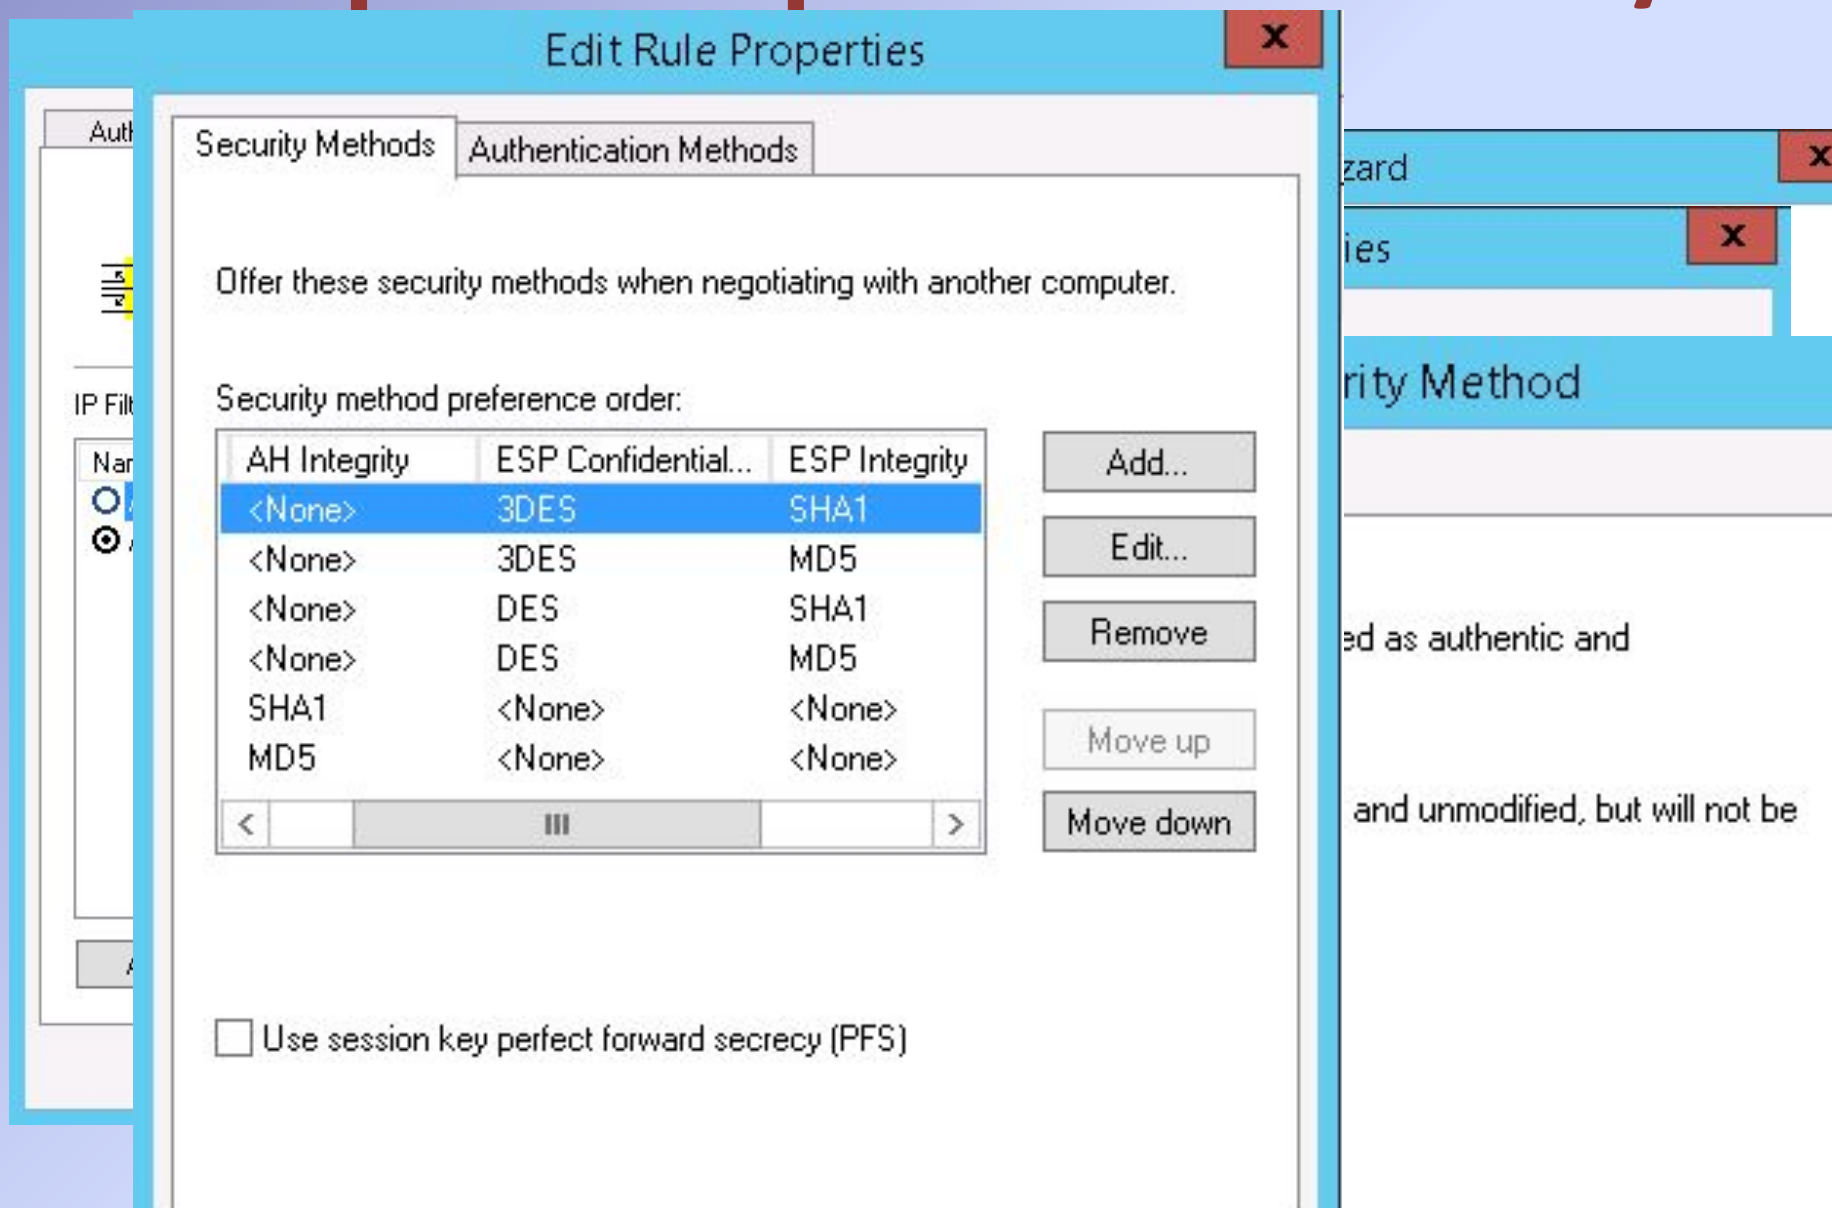 Edit Rule Properties
x
Security Methods
Authentication Methods
Offer these security methods when negotiating with another computer.
Security method preference order:
AH Integrity ESP Confidential... ESP Integrity
<None> 3DES SHA1
<None> 3DES MD5
<None> DES SHA1
<None> DES MD5
SHA1 <None> <None>
MD5 <None> <None>
Add...
Edit...
Remove
Move up
Move down
Use session key perfect forward secrecy (PFS)
Auth
IP Filt
Nar
zard
x
ies
x
rity Method
ed as authentic and
and unmodified, but will not be